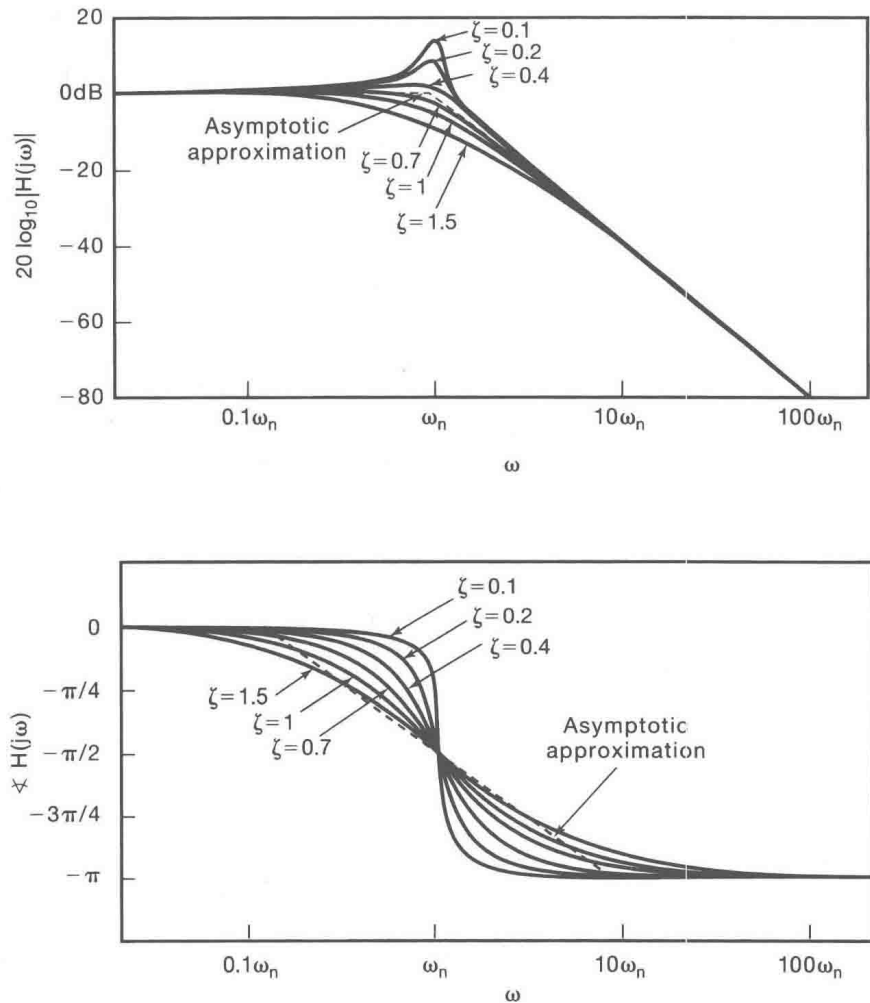 20
ζ=0.1
ζ=0.2
ζ=0.4
0dB
Asymptotic
approximation
ζ=0.7
ζ=1
ζ=1.5
−20
−40
−60
−80
20 log₁₀|H(jω)|
0.1ωₙ
ωₙ
10ωₙ
100ωₙ
ω
ζ=0.1
ζ=0.2
ζ=0.4
0
−π/4
−π/2
−3π/4
−π
∢ H(jω)
ζ=1.5
ζ=1
ζ=0.7
Asymptotic
approximation
0.1ωₙ
ωₙ
10ωₙ
100ωₙ
ω